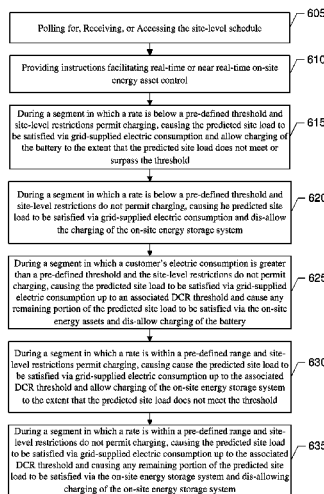 Polling for, Receiving, or Accessing the site-level schedule
605
Providing instructions facilitating real-time or near real-time on-site
energy asset control
610
During a segment in which a rate is below a pre-defined threshold and
site-level restrictions permit charging, causing the predicted site load to
be satisfied via grid-supplied electric consumption and allow charging
of the battery to the extent that the predicted site load does not meet or
surpass the threshold
615
During a segment in which a rate is below a pre-defined threshold and
site-level restrictions do not permit charging, causing he predicted site
load to be satisfied via grid-supplied electric consumption and dis-allow
the charging of the on-site energy storage system
620
During a segment in which a customer's electric consumption is greater
than a pre-defined threshold and the site-level restrictions do not permit
charging, causing the predicted site load to be satisfied via grid-supplied
electric consumption up to an associated DCR threshold and cause any
remaining portion of the predicted site load to be satisfied via the on-site
energy assets and dis-allow charging of the battery
625
During a segment in which a rate is within a pre-defined range and site-
level restrictions permit charging, causing cause the predicted site load to
be satisfied via grid-supplied electric consumption up to the associated
DCR threshold and allow charging of the on-site energy storage system
to the extent that the predicted site load does not meet the threshold
630
During a segment in which a rate is within a pre-defined range and site-
level restrictions do not permit charging, causing the predicted site load
to be satisfied via grid-supplied electric consumption up to the associated
DCR threshold and causing any remaining portion of the predicted site
load to be satisfied via the on-site energy storage system and dis-allowing
charging of the on-site energy storage system
635